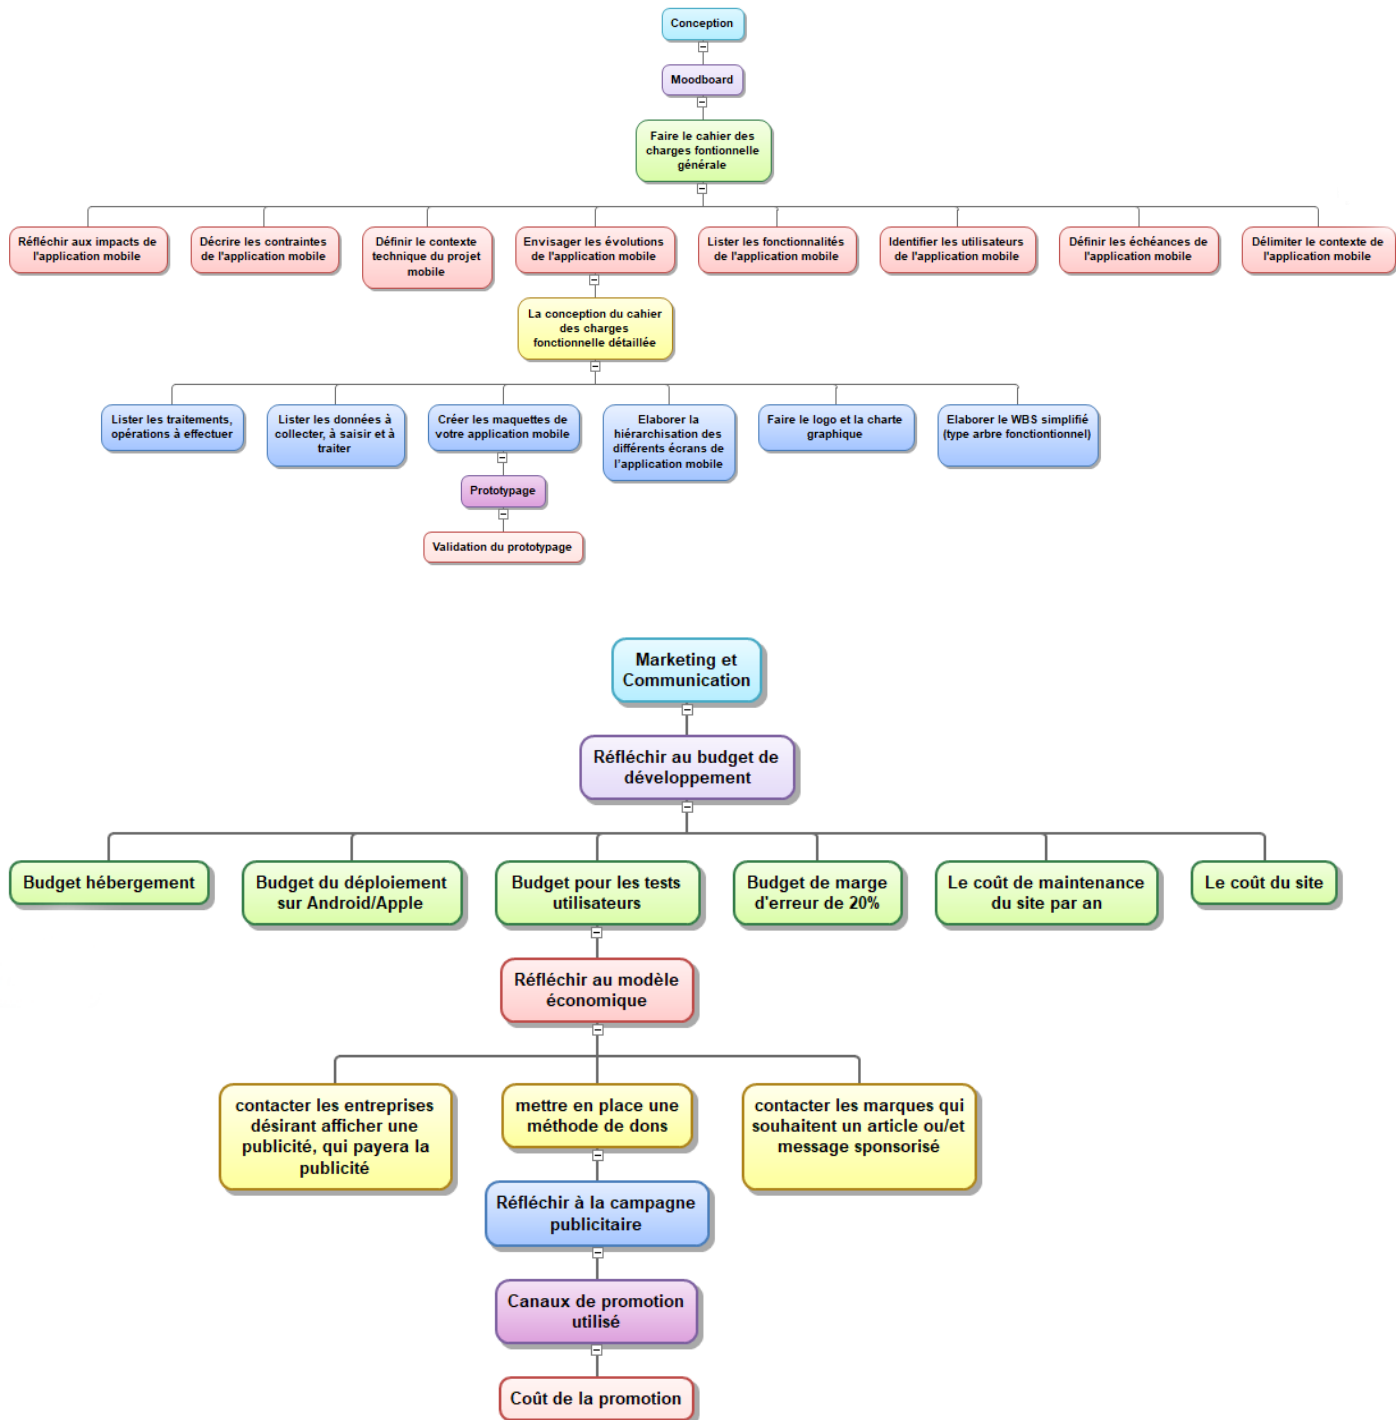 Conception
Moodboard
Faire le cahier des
charges fontionnelle
générale
Réfléchir aux impacts de
l'application mobile
Décrire les contraintes
de l'application mobile
Définir le contexte
technique du projet
mobile
Envisager les évolutions
de l'application mobile
Lister les fonctionnalités
de l'application mobile
Identifier les utilisateurs
de l'application mobile
Définir les échéances de
l'application mobile
Délimiter le contexte de
l'application mobile
La conception du cahier
des charges
fonctionnelle détaillée
Lister les traitements,
opérations à effectuer
Lister les données à
collecter, à saisir et à
traiter
Créer les maquettes de
votre application mobile
Elaborer la
hiérarchisation des
différents écrans de
l'application mobile
Faire le logo et la charte
graphique
Elaborer le WBS simplifié
(type arbre fonctiontionnel)
Prototypage
Validation du prototypage
Marketing et
Communication
Réfléchir au budget de
développement
Budget hébergement
Budget du déploiement
sur Android/Apple
Budget pour les tests
utilisateurs
Budget de marge
d'erreur de 20%
Le coût de maintenance
du site par an
Le coût du site
Réfléchir au modèle
économique
contacter les entreprises
désirant afficher une
publicité, qui payera la
publicité
mettre en place une
méthode de dons
contacter les marques qui
souhaitent un article ou/et
message sponsorisé
Réfléchir à la campagne
publicitaire
Canaux de promotion
utilisé
Coût de la promotion